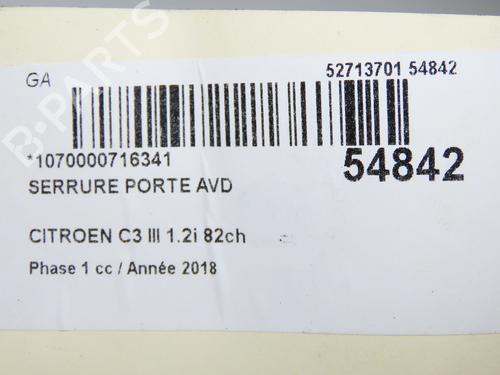 GA
52713701 54842
*1070000716341
54842
SERRURE PORTE AVD
CITROEN C3 III 1.2i 82ch
Phase 1 cc / Année 2018
B-PARTS